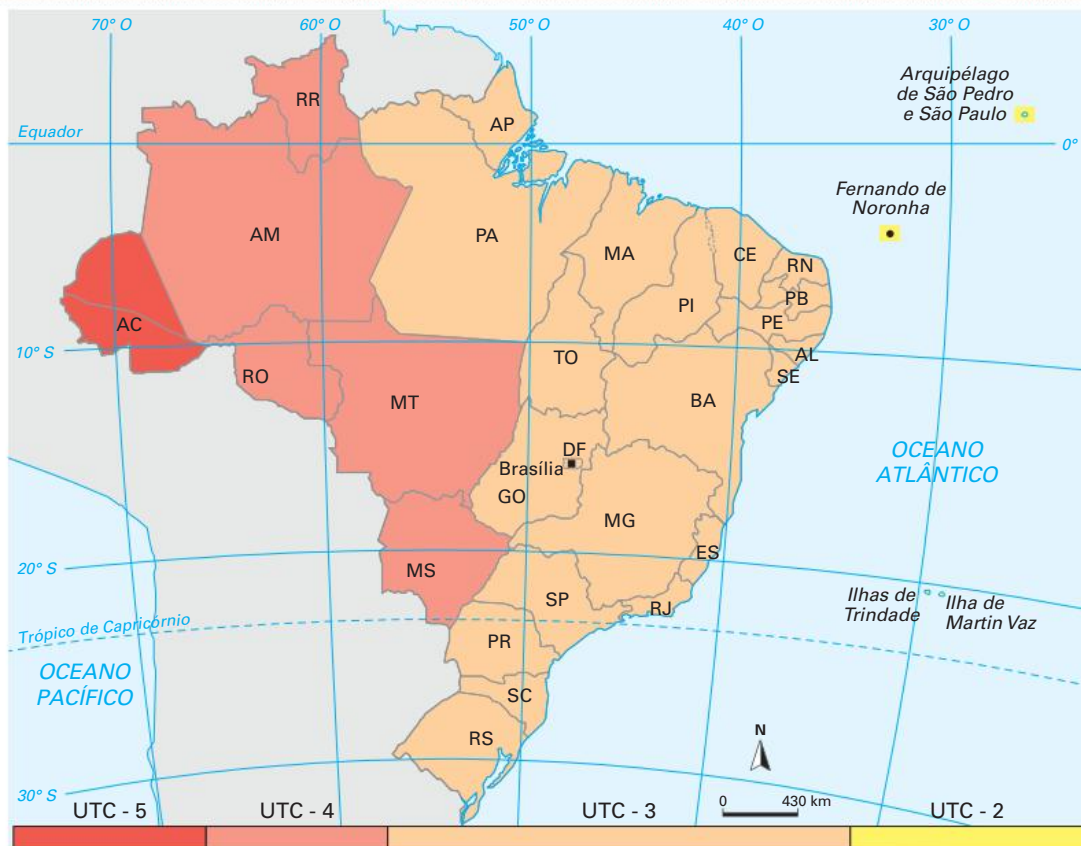 70° O
60° O
50° O
40° O
30° O
Arquipélago
de São Pedro
e São Paulo
RR
AP
Equador
0°
Fernando de
Noronha
AM
PA
MA
CE
RN
PB
PI
PE
AC
AL
10° S
TO
SE
RO
MT
BA
DF
Brasília
OCEANO
ATLÂNTICO
GO
MG
ES
20° S
MS
SP
RJ
Ilhas de
Trindade
Ilha de
Martin Vaz
Trópico de Capricórnio
PR
OCEANO
PACÍFICO
SC
RS
N
0 430 km
30° S
UTC - 5
UTC - 4
UTC - 3
UTC - 2